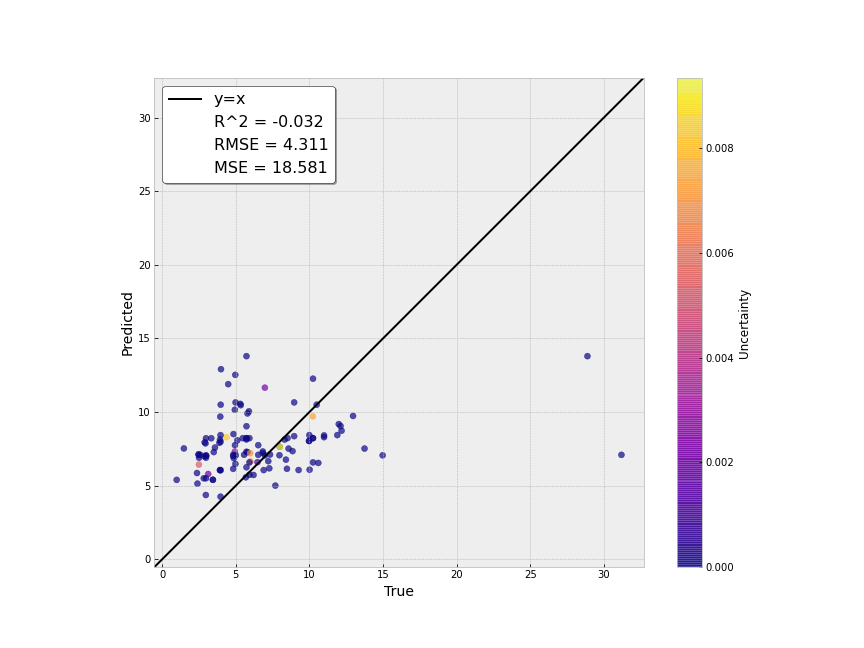 y=x
R^2 = -0.032
RMSE = 4.311
MSE = 18.581
30
25
20
15
10
5
0
0 5 10 15 20 25 30
Predicted
True
0.008
0.006
0.004
0.002
0.000
Uncertainty